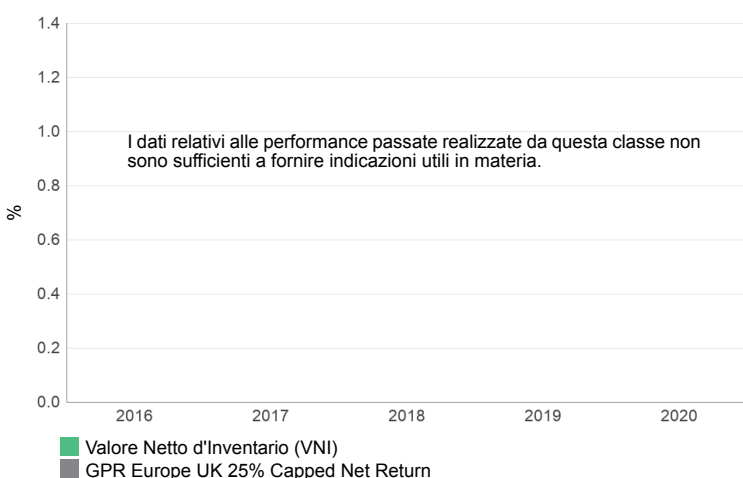 1.4
1.2
1.0
I dati relativi alle performance passate realizzate da questa classe non
sono sufficienti a fornire indicazioni utili in materia.
0.8
%
0.6
0.4
0.2
0.0
2016 2017 2018 2019 2020
Valore Netto d'Inventario (VNI)
GPR Europe UK 25% Capped Net Return